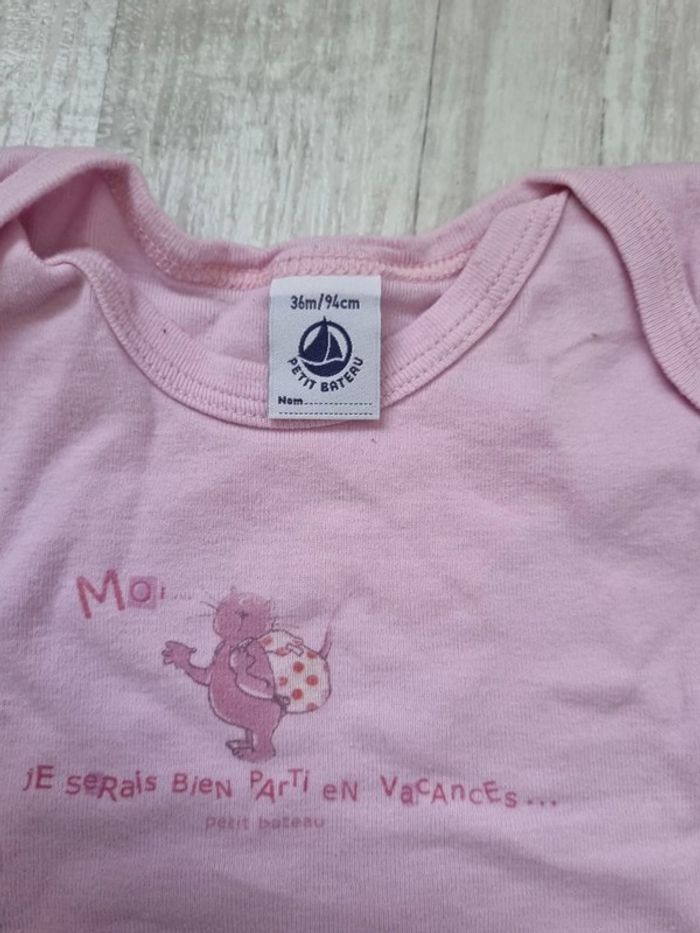 36m/94cm
PETIT BATEAU
Nom
Moi...
jE SeRais BieN PArTi eN VacAncEs...
petit bateau